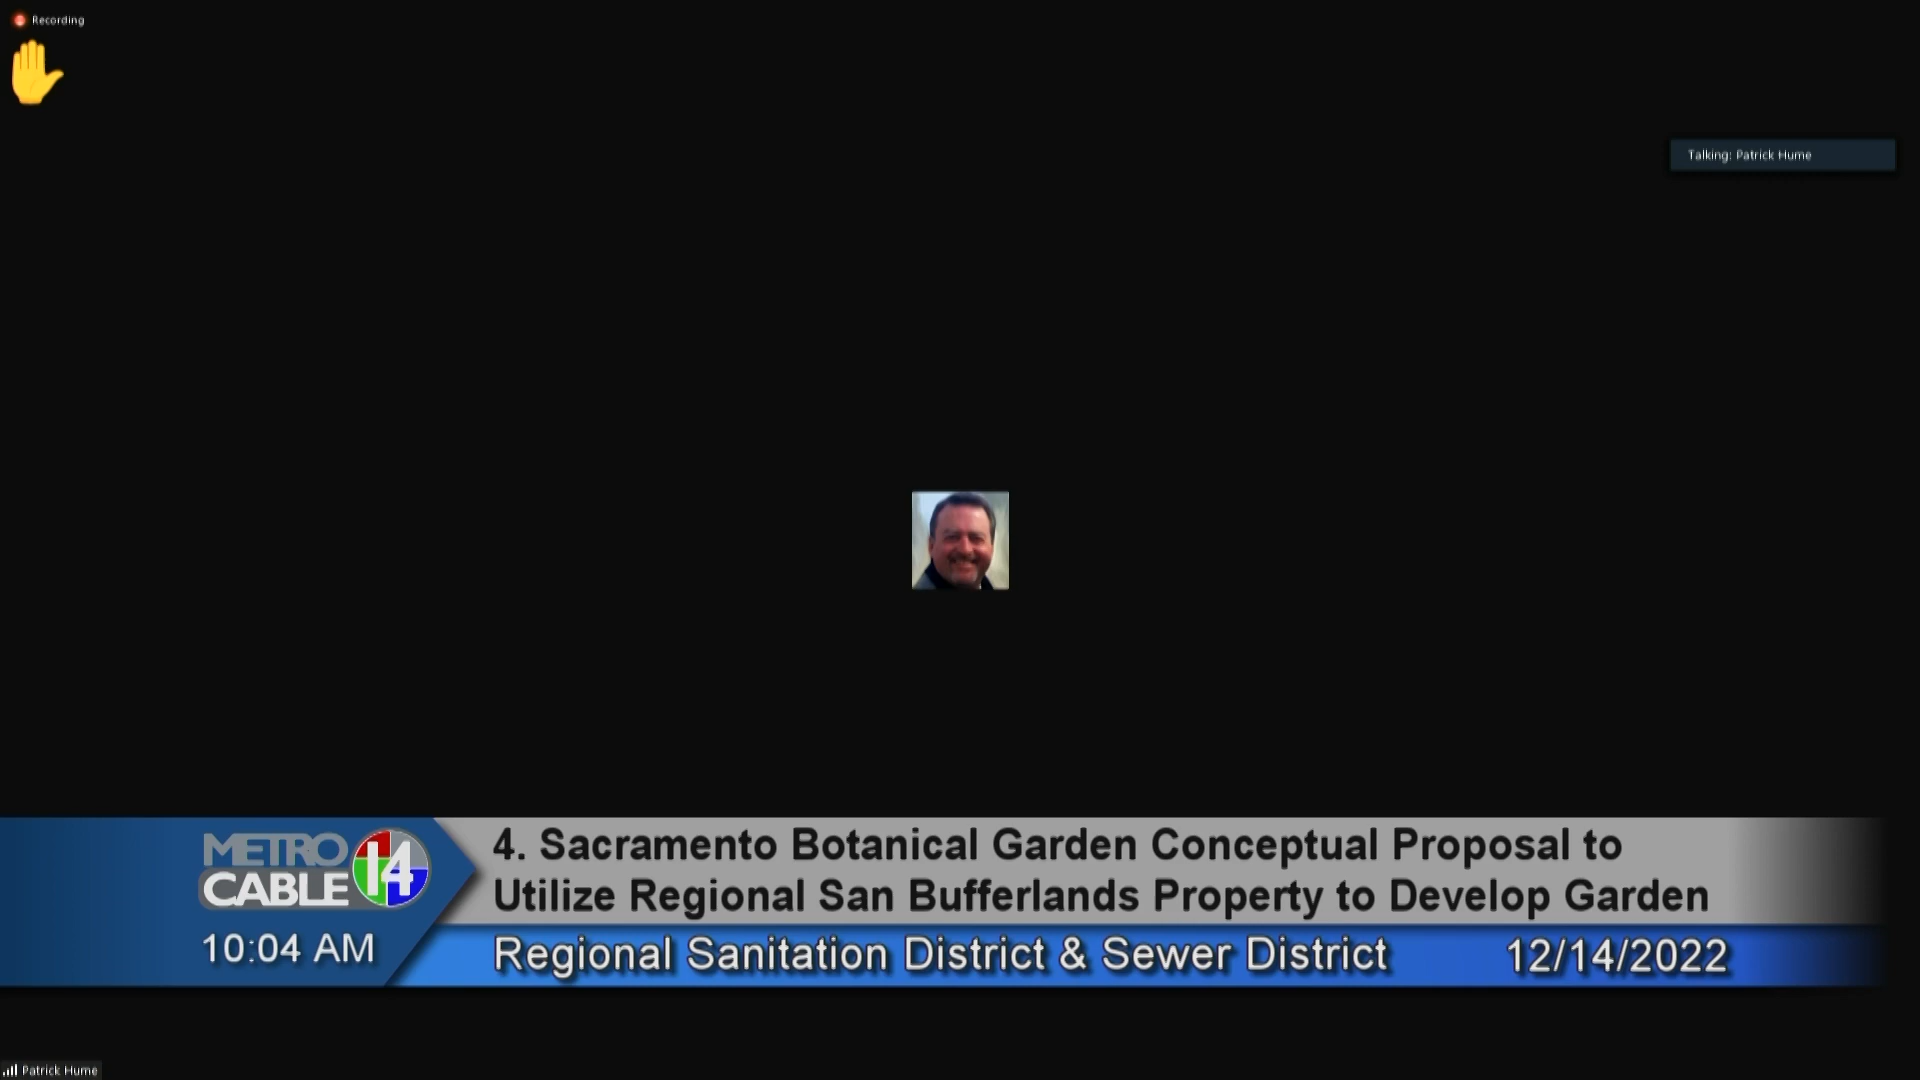 Recording
Talking: Patrick Hume
METRO
CABLE 14
10:04 AM
4. Sacramento Botanical Garden Conceptual Proposal to
Utilize Regional San Bufferlands Property to Develop Garden
Regional Sanitation District & Sewer District
12/14/2022
Patrick Hume